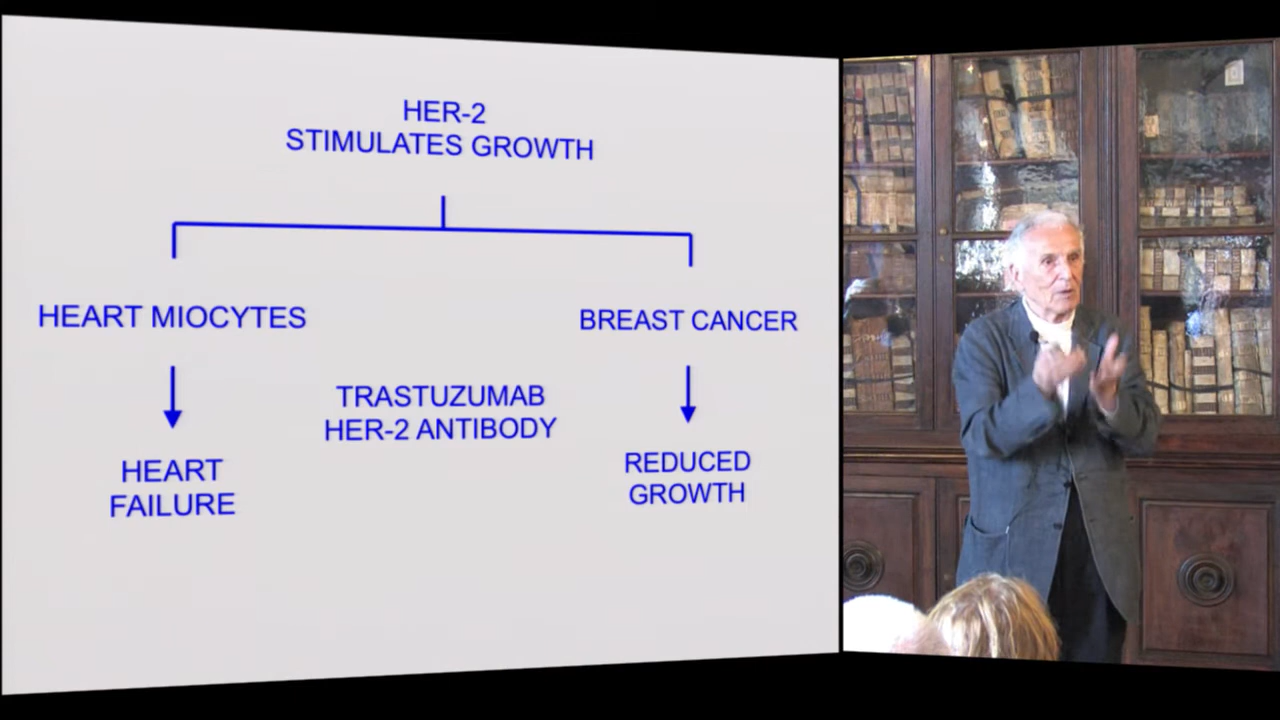 HER-2
STIMULATES GROWTH
HEART MIOCYTES
BREAST CANCER
TRASTUZUMAB
HER-2 ANTIBODY
HEART
FAILURE
REDUCED
GROWTH